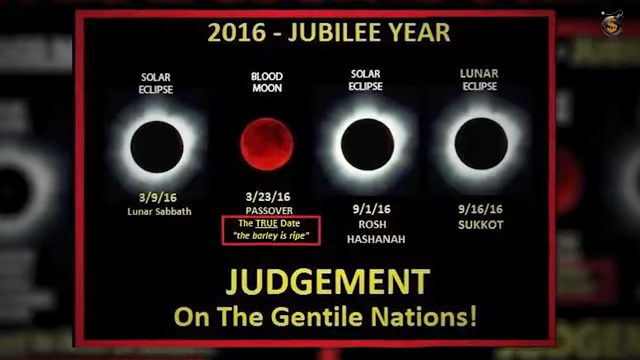 2016 - JUBILEE YEAR
SOLAR
ECLIPSE
3/9/16
Lunar Sabbath
BLOOD
MOON
3/23/16
PASSOVER
The TRUE Date
"the barley is ripe"
SOLAR
ECLIPSE
9/1/16
ROSH
HASHANAH
LUNAR
ECLIPSE
9/16/16
SUKKOT
JUDGEMENT
On The Gentile Nations!